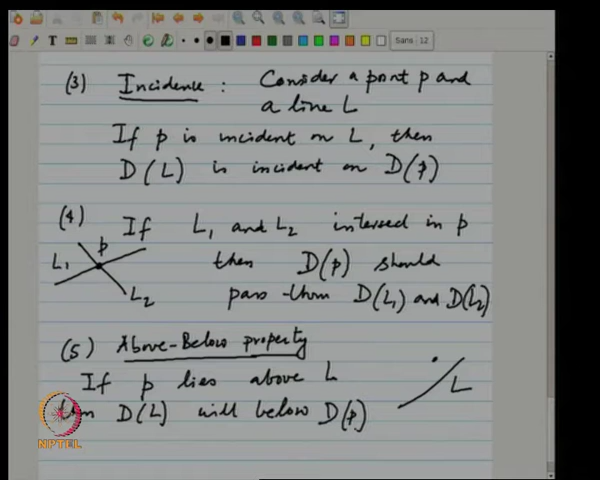 Sans 12
(3) Incidence : Consider a point p and
a line L
If p is incident on L, then
D(L) is incident on D(p)
(4) If L1 and L2 intersect in p
then D(p) should
pass thru D(L1) and D(L2)
L1 p L2
(5) Above-Below property
If p lies above L
then D(L) will below D(p)
L
NPTEL